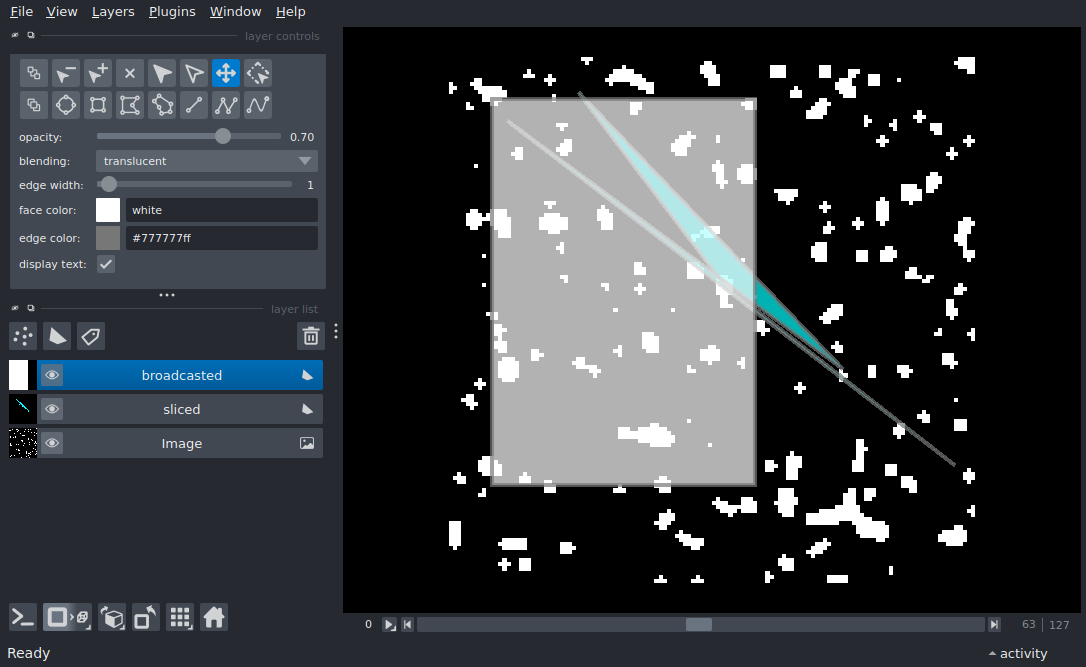 File View Layers Plugins Window Help
layer controls
opacity: 0.70
blending: translucent
edge width: 1
face color: white
edge color: #777777ff
display text:
layer list
broadcasted
sliced
Image
0 63 127
Ready activity